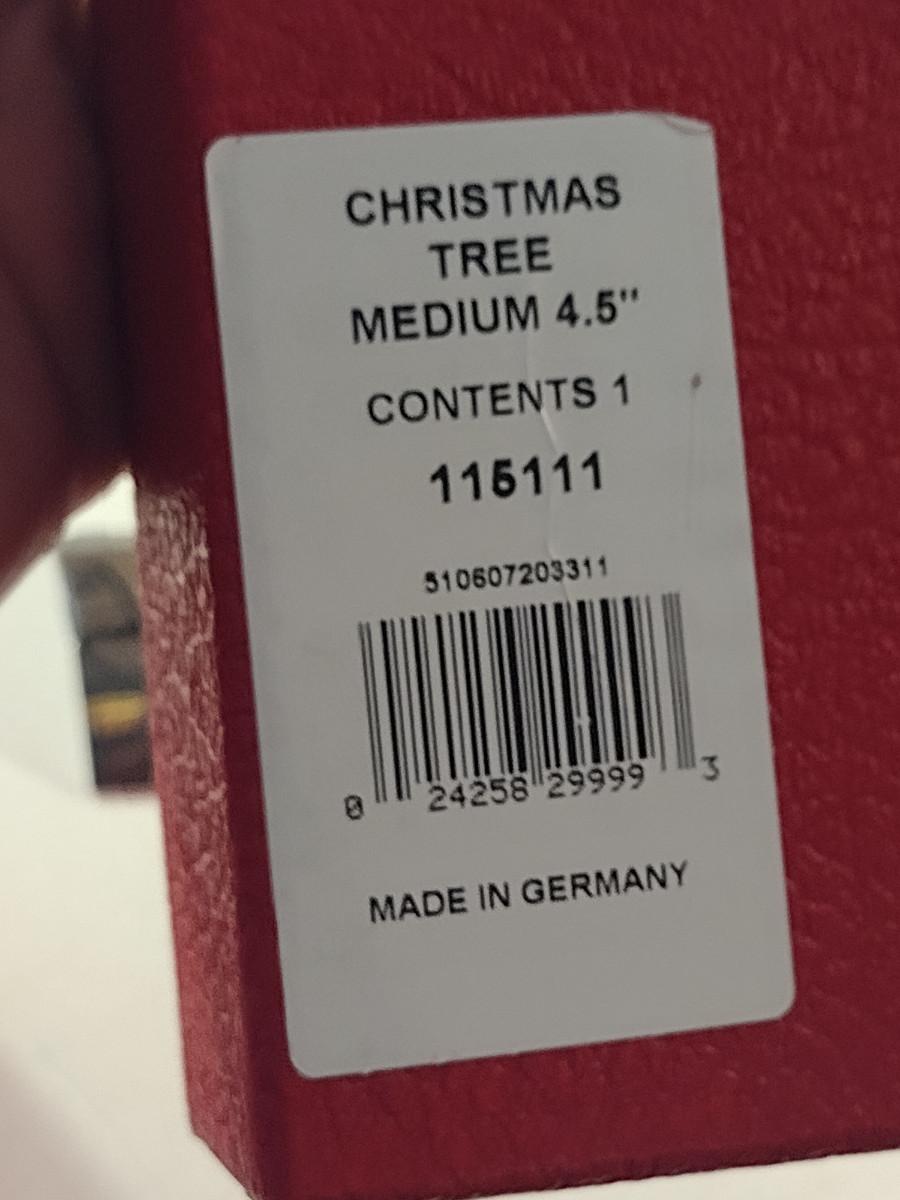 CHRISTMAS
TREE
MEDIUM 4.5"
CONTENTS 1
115111
510607203311
0 24258 29999 3
MADE IN GERMANY